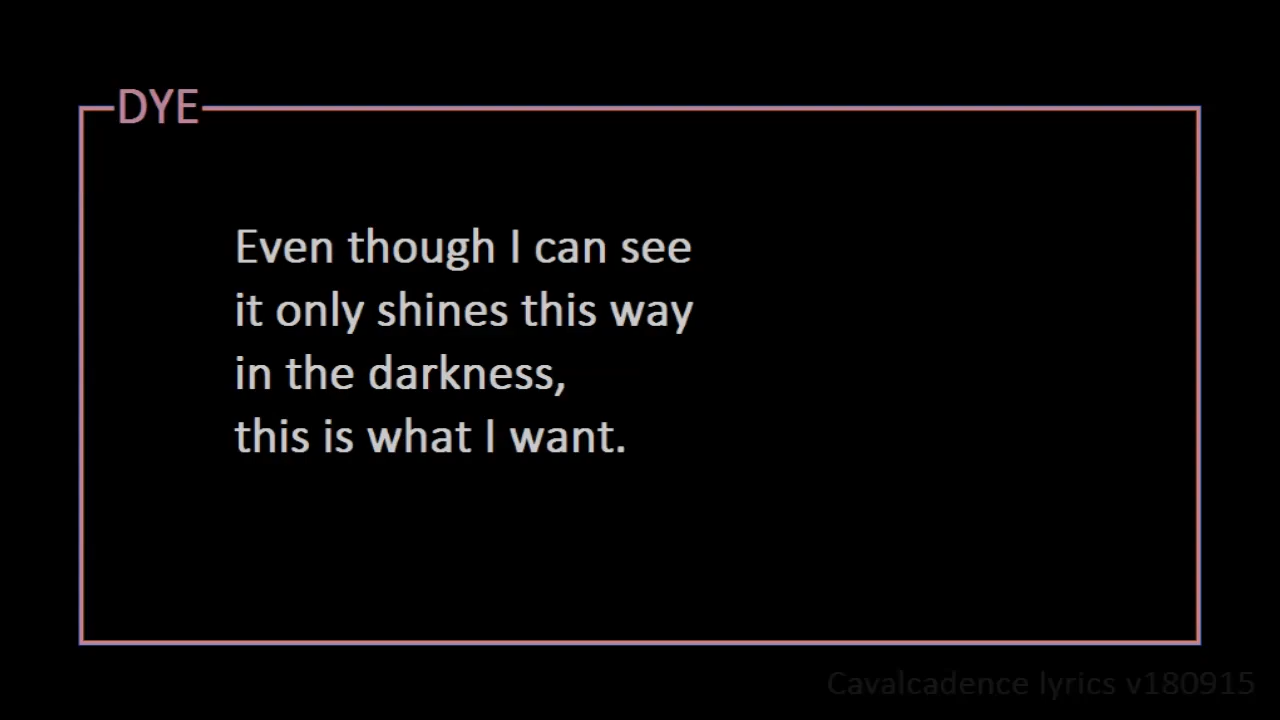 DYE
Even though I can see
it only shines this way
in the darkness,
this is what I want.
Cavalcadence lyrics v180915